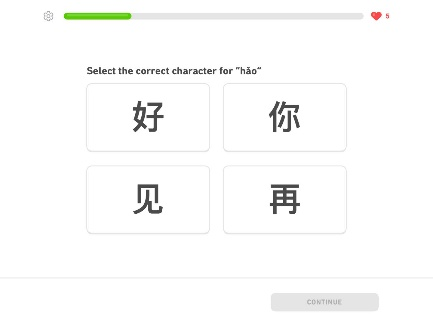 5
Select the correct character for "hǎo"
好 你
见 再
CONTINUE